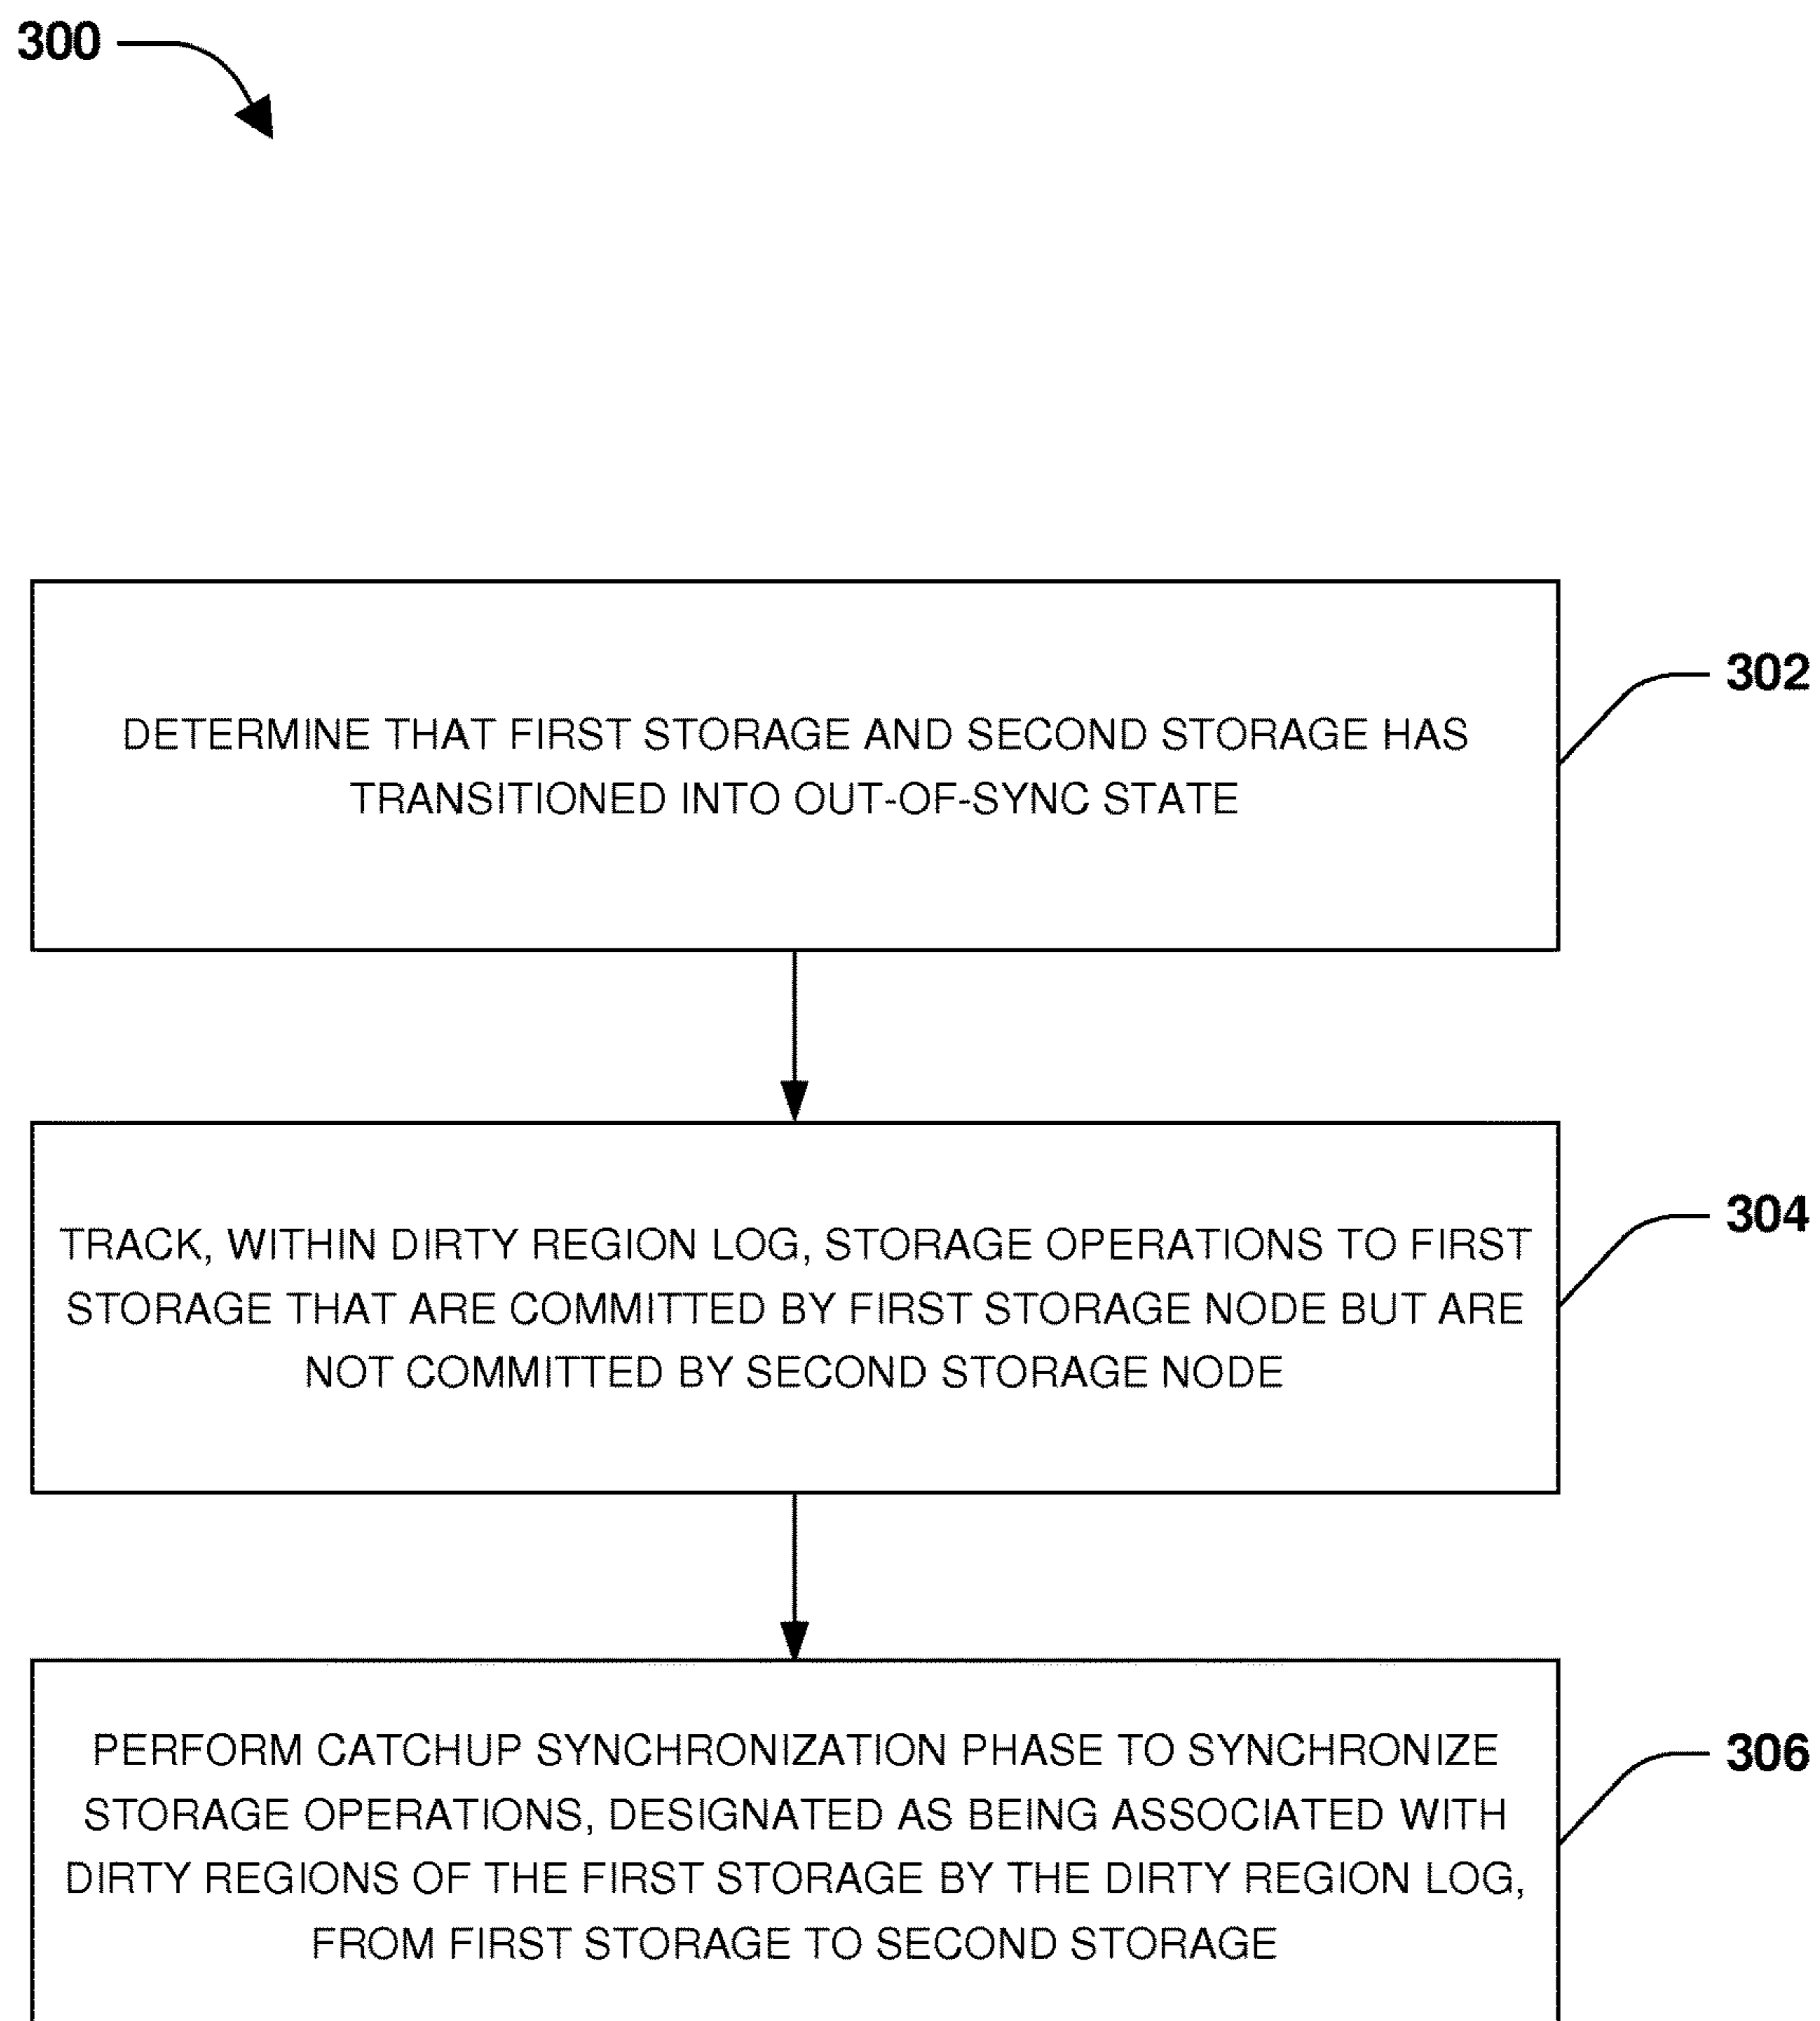 300
DETERMINE THAT FIRST STORAGE AND SECOND STORAGE HAS
TRANSITIONED INTO OUT-OF-SYNC STATE
302
TRACK, WITHIN DIRTY REGION LOG, STORAGE OPERATIONS TO FIRST
STORAGE THAT ARE COMMITTED BY FIRST STORAGE NODE BUT ARE
NOT COMMITTED BY SECOND STORAGE NODE
304
PERFORM CATCHUP SYNCHRONIZATION PHASE TO SYNCHRONIZE
STORAGE OPERATIONS, DESIGNATED AS BEING ASSOCIATED WITH
DIRTY REGIONS OF THE FIRST STORAGE BY THE DIRTY REGION LOG,
FROM FIRST STORAGE TO SECOND STORAGE
306